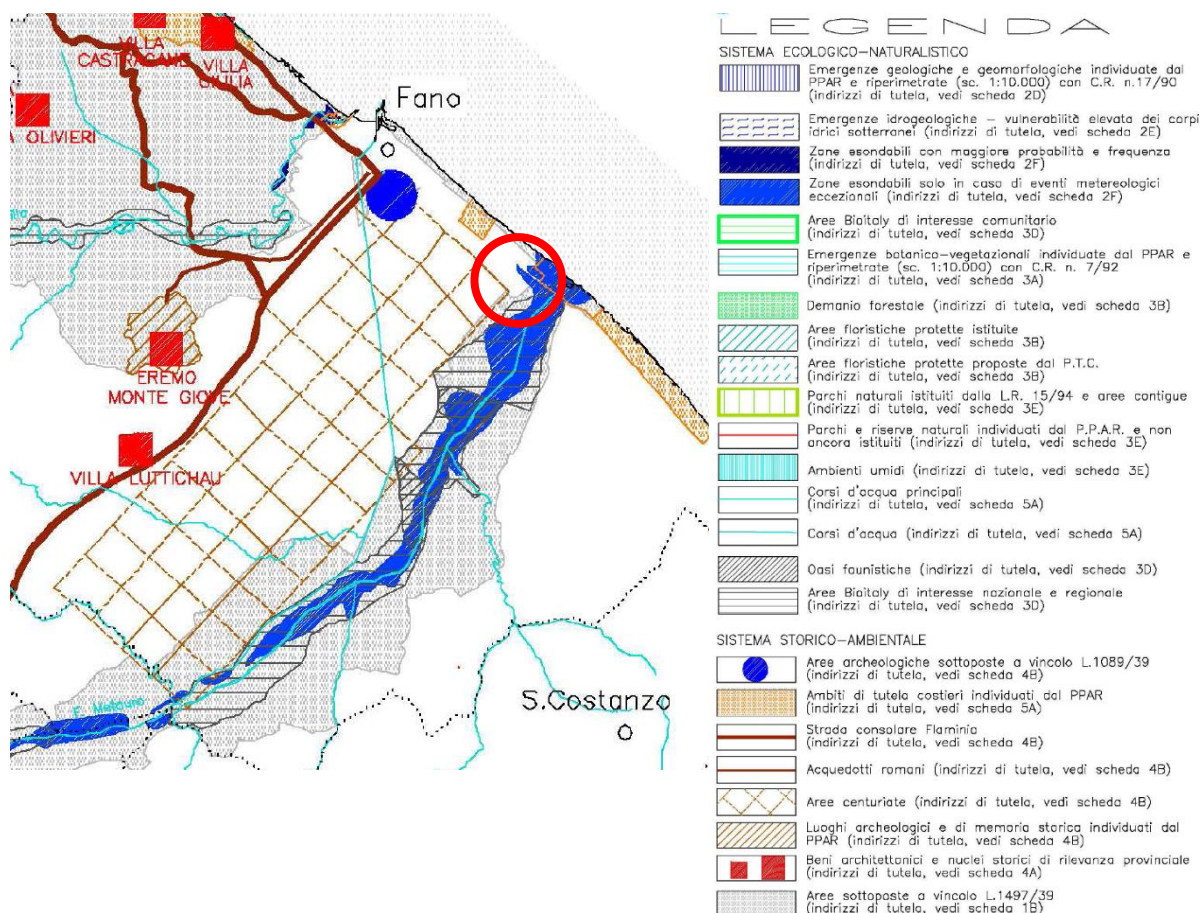 VILLA
CASTRACANE
VILLA
GIULIA
Fano
OLIVIERI
EREMO
MONTE GIOVE
VILLA LUTTICHAU
F. Metauro
S.Costanzo
LEGENDA
SISTEMA ECOLOGICO-NATURALISTICO
Emergenze geologiche e geomorfologiche individuate dal
PPAR e riperimetrate (sc. 1:10.000) con C.R. n.17/90
(indirizzi di tutela, vedi scheda 2D)
Emergenze idrogeologiche - vulnerabilità elevata dei corpi
idrici sotterranei (indirizzi di tutela, vedi scheda 2E)
Zone esondabili con maggiore probabilità e frequenza
(indirizzi di tutela, vedi scheda 2F)
Zone esondabili solo in caso di eventi metereologici
eccezionali (indirizzi di tutela, vedi scheda 2F)
Aree Bioitaly di interesse comunitario
(indirizzi di tutela, vedi scheda 3D)
Emergenze botanico-vegetazionali individuate dal PPAR e
riperimetrate (sc. 1:10.000) con C.R. n. 7/92
(indirizzi di tutela, vedi scheda 3A)
Demanio forestale (indirizzi di tutela, vedi scheda 3B)
Aree floristiche protette istituite
(indirizzi di tutela, vedi scheda 3B)
Aree floristiche protette proposte dal P.T.C.
(indirizzi di tutela, vedi scheda 3B)
Parchi naturali istituiti dalla L.R. 15/94 e aree contigue
(indirizzi di tutela, vedi scheda 3E)
Parchi e riserve naturali individuati dal P.P.A.R. e non
ancora istituiti (indirizzi di tutela, vedi scheda 3E)
Ambienti umidi (indirizzi di tutela, vedi scheda 3E)
Corsi d'acqua principali
(indirizzi di tutela, vedi scheda 5A)
Corsi d'acqua (indirizzi di tutela, vedi scheda 5A)
Oasi faunistiche (indirizzi di tutela, vedi scheda 3D)
Aree Bioitaly di interesse nazionale e regionale
(indirizzi di tutela, vedi scheda 3D)
SISTEMA STORICO-AMBIENTALE
Aree archeologiche sottoposte a vincolo L.1089/39
(indirizzi di tutela, vedi scheda 4B)
Ambiti di tutela costieri individuati dal PPAR
(indirizzi di tutela, vedi scheda 5A)
Strada consolare Flaminia
(indirizzi di tutela, vedi scheda 4B)
Acquedotti romani (indirizzi di tutela, vedi scheda 4B)
Aree centuriate (indirizzi di tutela, vedi scheda 4B)
Luoghi archeologici e di memoria storica individuati dal
PPAR (indirizzi di tutela, vedi scheda 4B)
Beni architettonici e nuclei storici di rilevanza provinciale
(indirizzi di tutela, vedi scheda 4A)
Aree sottoposte a vincolo L.1497/39
(indirizzi di tutela, vedi scheda 1B)